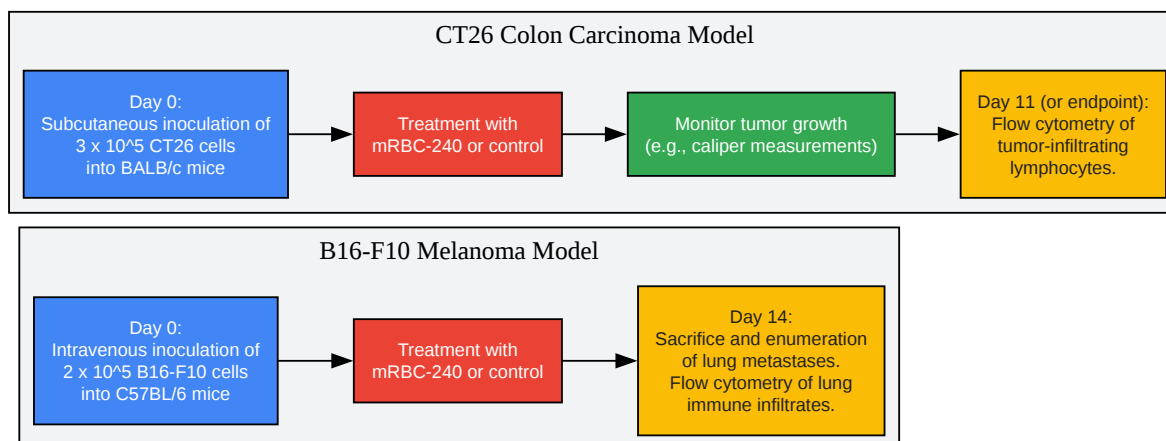 CT26 Colon Carcinoma Model
Day 0:
Subcutaneous inoculation of
3 x 10^5 CT26 cells
into BALB/c mice
Treatment with
mRBC-240 or control
Monitor tumor growth
(e.g., caliper measurements)
Day 11 (or endpoint):
Flow cytometry of
tumor-infiltrating
lymphocytes.
B16-F10 Melanoma Model
Day 0:
Intravenous inoculation of
2 x 10^5 B16-F10 cells
into C57BL/6 mice
Treatment with
mRBC-240 or control
Day 14:
Sacrifice and enumeration
of lung metastases.
Flow cytometry of lung
immune infiltrates.